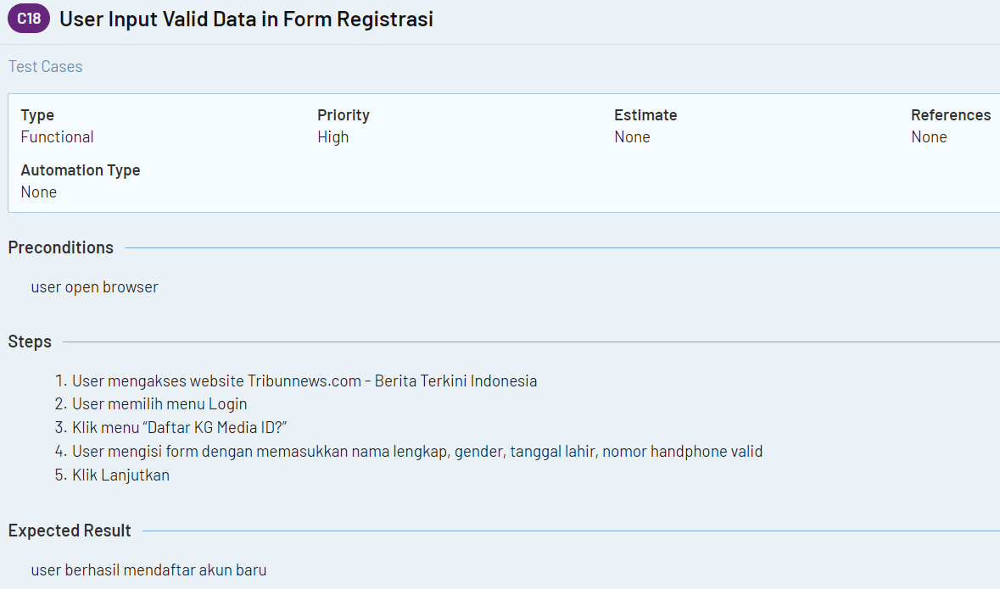 C18 User Input Valid Data in Form Registrasi
Test Cases
Type Priority Estimate References
Functional High None None
Automation Type
None
Preconditions
user open browser
Steps
1. User mengakses website Tribunnews.com - Berita Terkini Indonesia
2. User memilih menu Login
3. Klik menu “Daftar KG Media ID?”
4. User mengisi form dengan memasukkan nama lengkap, gender, tanggal lahir, nomor handphone valid
5. Klik Lanjutkan
Expected Result
user berhasil mendaftar akun baru